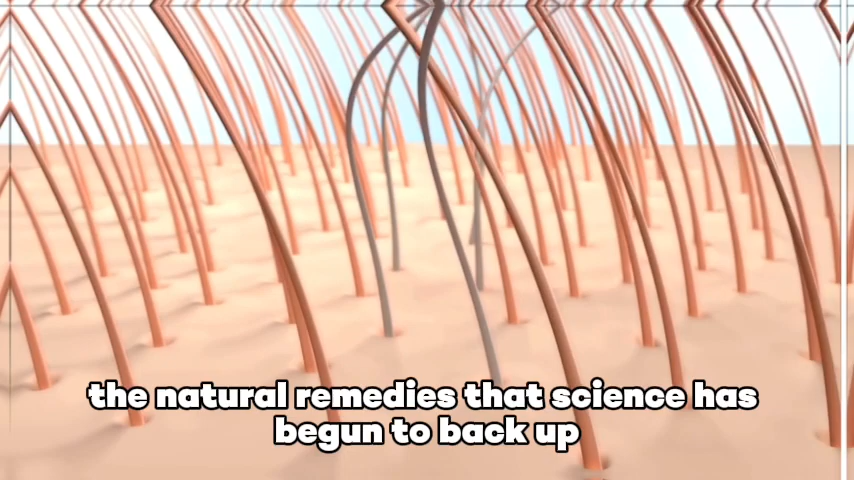 the natural remedies that science has
begun to back up